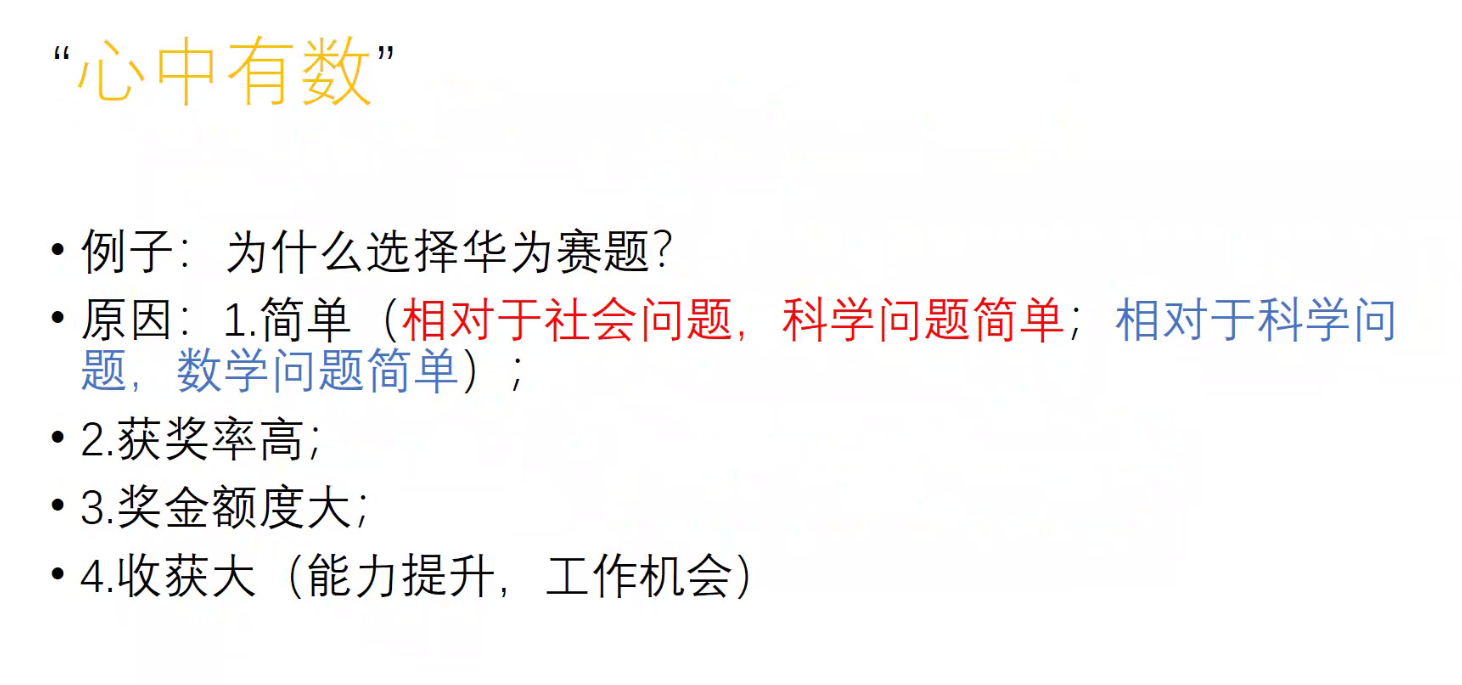 “心中有数”
• 例子：为什么选择华为赛题？
• 原因：1.简单（相对于社会问题，科学问题简单；相对于科学问
题，数学问题简单）；
• 2.获奖率高；
• 3.奖金额度大；
• 4.收获大（能力提升，工作机会）